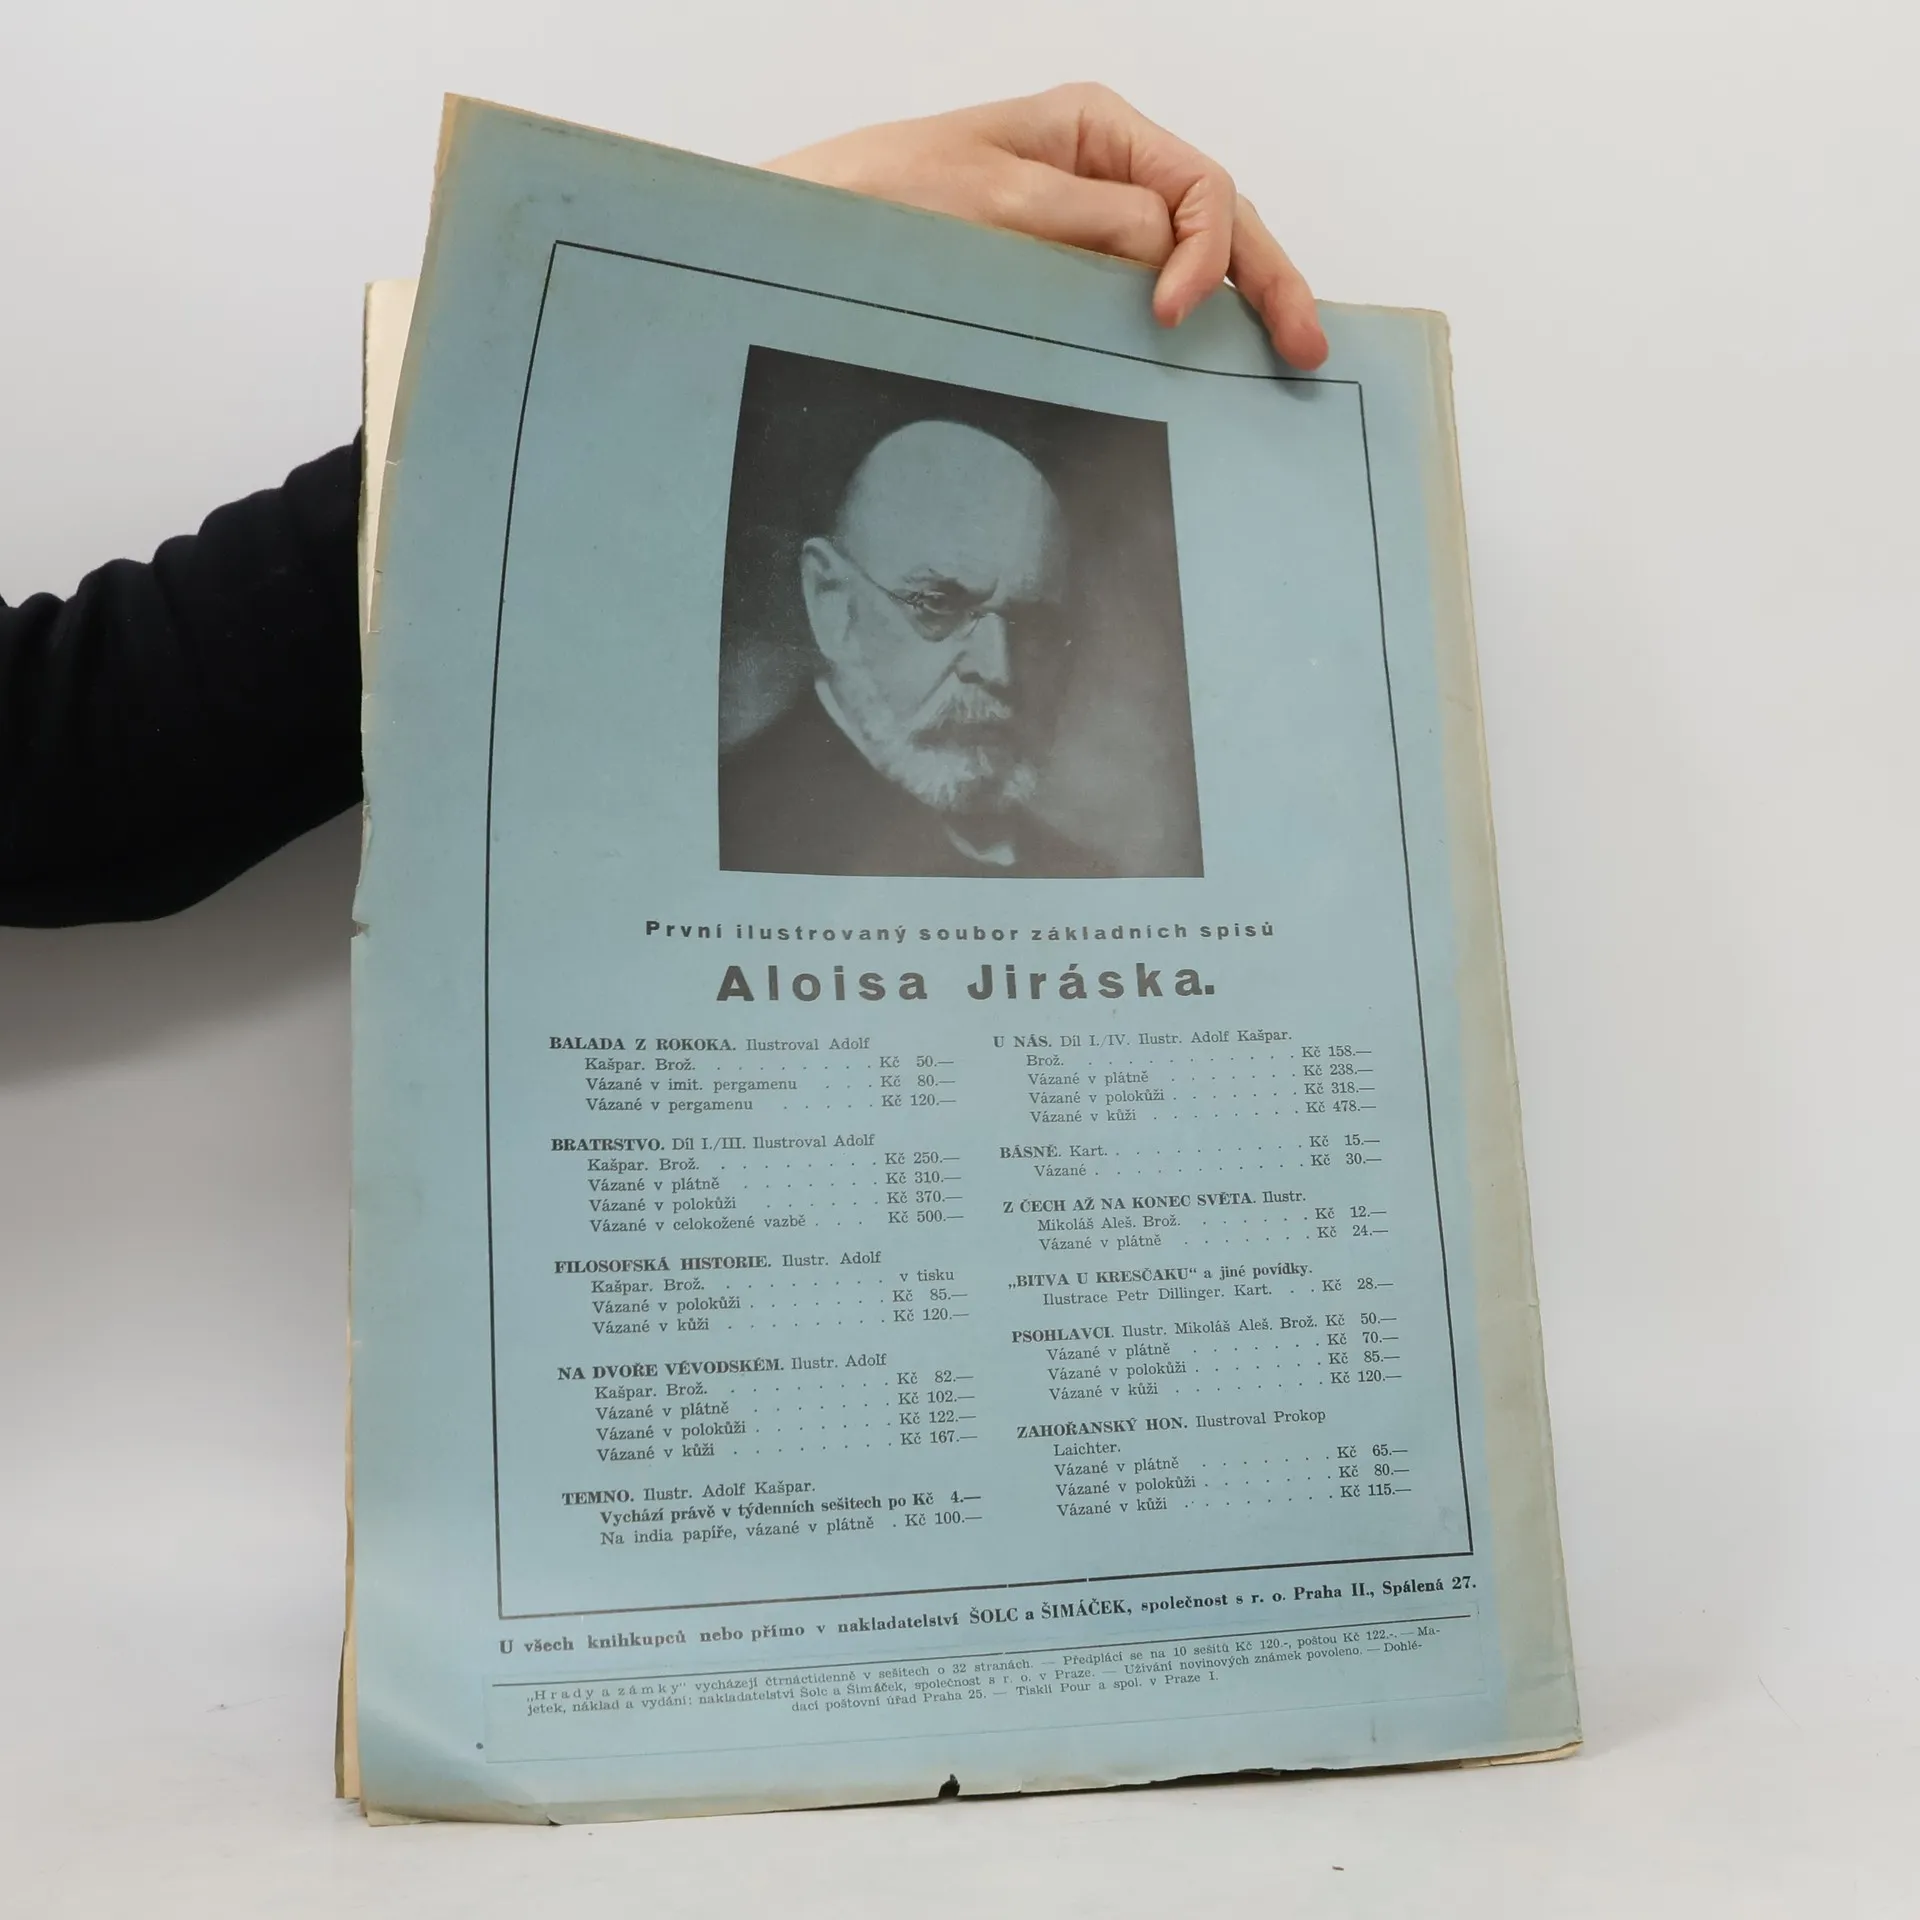 První ilustrovaný soubor základních spisů
Aloisa Jiráska.
BALADA Z ROKOKA. Ilustroval Adolf
Kašpar. Brož. . . . . . . . . Kč 50.—
Vázané v imit. pergamenu . . . Kč 80.—
Vázané v pergamenu . . . . . Kč 120.—
BRATRSTVO. Díl I./III. Ilustroval Adolf
Kašpar. Brož. . . . . . . . . Kč 250.—
Vázané v plátně . . . . . . . Kč 310.—
Vázané v polokůži . . . . . . Kč 370.—
Vázané v celokožené vazbě . . . Kč 500.—
FILOSOFSKÁ HISTORIE. Ilustr. Adolf
Kašpar. Brož. . . . . . . . . v tisku
Vázané v polokůži . . . . . . . Kč 85.—
Vázané v kůži . . . . . . . . Kč 120.—
NA DVOŘE VÉVODSKÉM. Ilustr. Adolf
Kašpar. Brož. . . . . . . . . Kč 82.—
Vázané v plátně . . . . . . . Kč 102.—
Vázané v polokůži . . . . . . . Kč 122.—
Vázané v kůži . . . . . . . . Kč 167.—
TEMNO. Ilustr. Adolf Kašpar.
Vychází právě v týdenních sešitech po Kč 4.—
Na india papíře, vázané v plátně . Kč 100.—
U NÁS. Díl I./IV. Ilustr. Adolf Kašpar.
Brož. . . . . . . . . . . . Kč 158.—
Vázané v plátně . . . . . . . Kč 238.—
Vázané v polokůži . . . . . . . Kč 318.—
Vázané v kůži . . . . . . . . Kč 478.—
BÁSNĚ. Kart. . . . . . . . . . . Kč 15.—
Vázané . . . . . . . . . . . Kč 30.—
Z ČECH AŽ NA KONEC SVĚTA. Ilustr.
Mikoláš Aleš. Brož. . . . . . . Kč 12.—
Vázané v plátně . . . . . . . Kč 24.—
„BITVA U KRESČAKU“ a jiné povídky.
Ilustrace Petr Dillinger. Kart. . . Kč 28.—
PSOHLAVCI. Ilustr. Mikoláš Aleš. Brož. Kč 50.—
Vázané v plátně . . . . . . . Kč 70.—
Vázané v polokůži . . . . . . . Kč 85.—
Vázané v kůži . . . . . . . . Kč 120.—
ZAHOŘANSKÝ HON. Ilustroval Prokop
Laichter.
Vázané v plátně . . . . . . . Kč 65.—
Vázané v polokůži . . . . . . . Kč 80.—
Vázané v kůži . . . . . . . . Kč 115.—
U všech knihkupců nebo přímo v nakladatelství ŠOLC a ŠIMÁČEK, společnost s r. o. Praha II., Spálená 27.
„Hrady a zámky“ vycházejí čtrnáctidenně v sešitech o 32 stranách. — Předplácí se na 10 sešitů Kč 120.-, poštou Kč 122.-. — Ma-
jetek, náklad a vydání: nakladatelství Šolc a Šimáček, společnost s r. o. v Praze. — Užívání novinových známek povoleno. — Dohlé-
dací poštovní úřad Praha 25. — Tiskli Pour a spol. v Praze I.